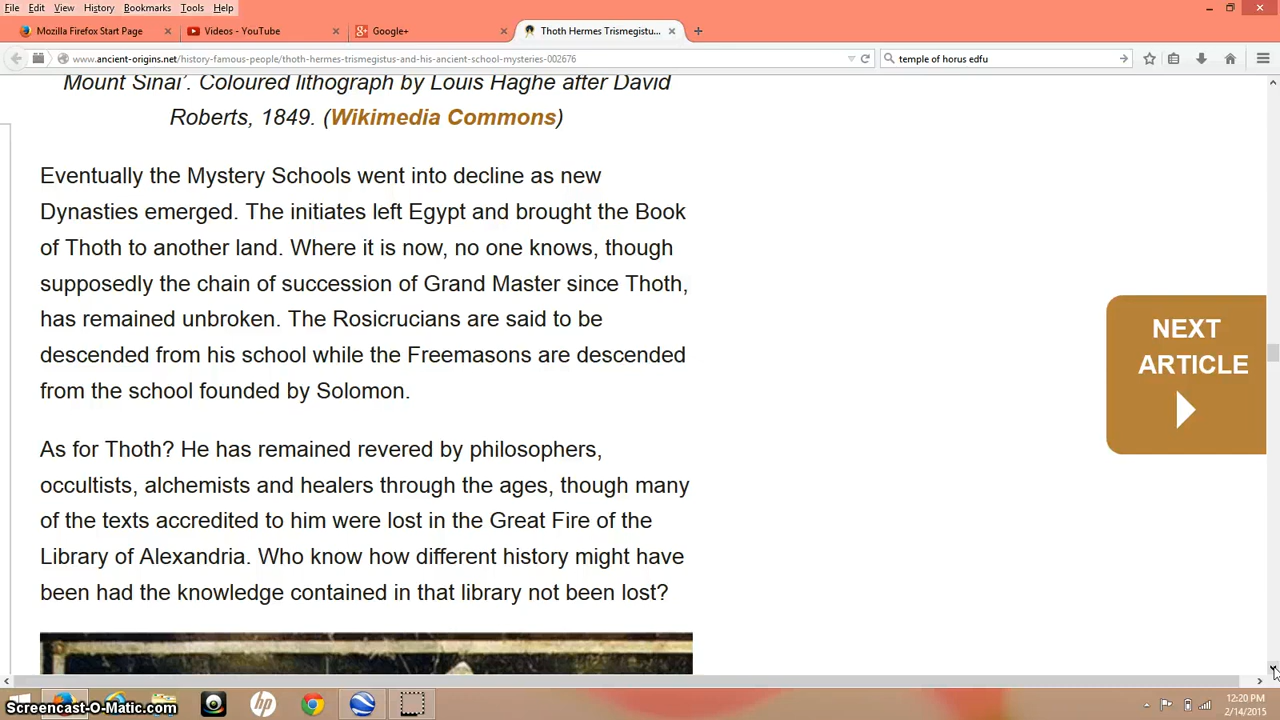 File Edit View History Bookmarks Tools Help
Mozilla Firefox Start Page
Videos - YouTube
Google+
Thoth Hermes Trismegistu...
www.ancient-origins.net/history-famous-people/thoth-hermes-trismegistus-and-his-ancient-school-mysteries-002676
temple of horus edfu
Mount Sinai'. Coloured lithograph by Louis Haghe after David
Roberts, 1849. (Wikimedia Commons)
Eventually the Mystery Schools went into decline as new
Dynasties emerged. The initiates left Egypt and brought the Book
of Thoth to another land. Where it is now, no one knows, though
supposedly the chain of succession of Grand Master since Thoth,
has remained unbroken. The Rosicrucians are said to be
descended from his school while the Freemasons are descended
from the school founded by Solomon.
As for Thoth? He has remained revered by philosophers,
occultists, alchemists and healers through the ages, though many
of the texts accredited to him were lost in the Great Fire of the
Library of Alexandria. Who know how different history might have
been had the knowledge contained in that library not been lost?
NEXT
ARTICLE
Screencast-O-Matic.com
hp
12:20 PM
2/14/2015